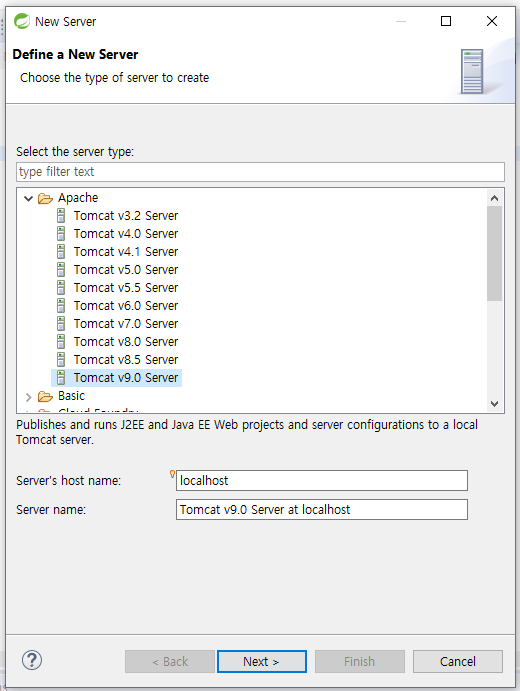 New Server
Define a New Server
Choose the type of server to create
Select the server type:
type filter text
Apache
Tomcat v3.2 Server
Tomcat v4.0 Server
Tomcat v4.1 Server
Tomcat v5.0 Server
Tomcat v5.5 Server
Tomcat v6.0 Server
Tomcat v7.0 Server
Tomcat v8.0 Server
Tomcat v8.5 Server
Tomcat v9.0 Server
Basic
Cloud Foundry
Publishes and runs J2EE and Java EE Web projects and server configurations to a local
Tomcat server.
Server's host name: localhost
Server name: Tomcat v9.0 Server at localhost
? < Back Next > Finish Cancel